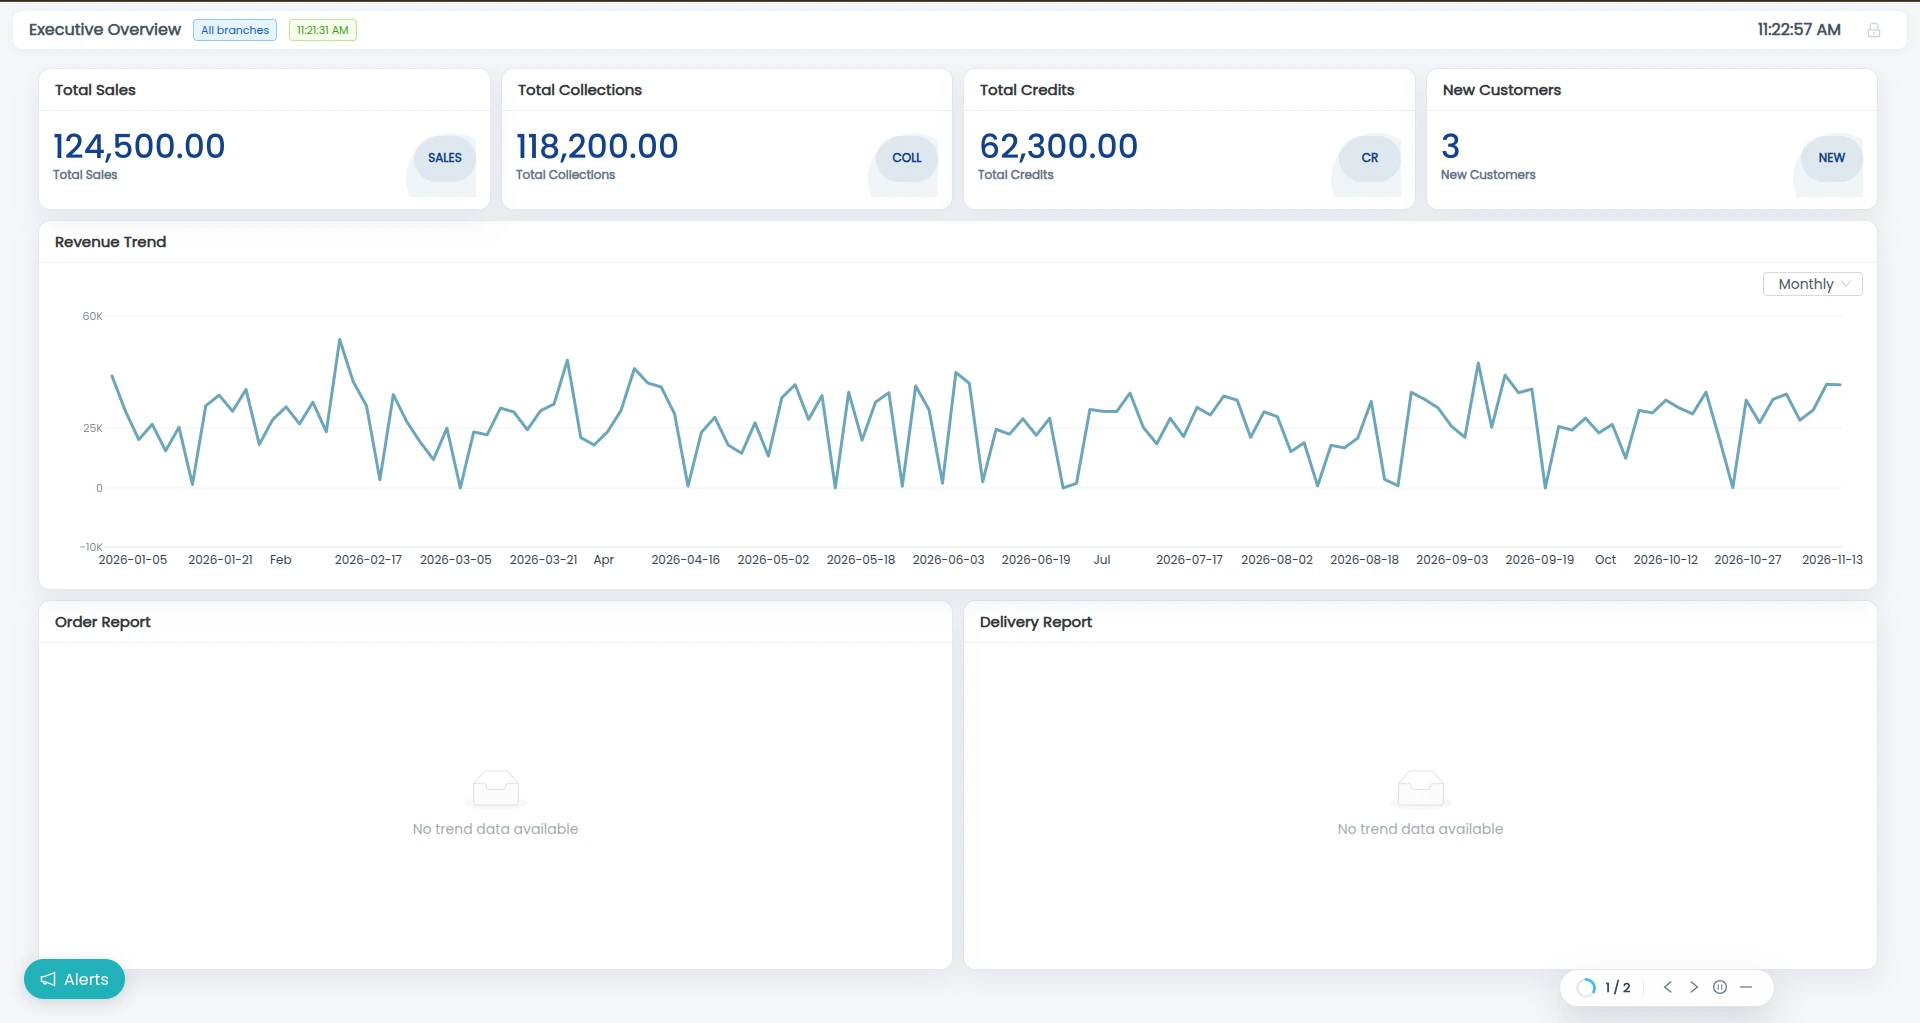 Executive Overview All branches 11:21:31 AM 11:22:57 AM
Total Sales
124,500.00
Total Sales
SALES
Total Collections
118,200.00
Total Collections
COLL
Total Credits
62,300.00
Total Credits
CR
New Customers
3
New Customers
NEW
Revenue Trend
Monthly
60K
25K
0
-10K
2026-01-05 2026-01-21 Feb 2026-02-17 2026-03-05 2026-03-21 Apr 2026-04-16 2026-05-02 2026-05-18 2026-06-03 2026-06-19 Jul 2026-07-17 2026-08-02 2026-08-18 2026-09-03 2026-09-19 Oct 2026-10-12 2026-10-27 2026-11-13
Order Report
No trend data available
Delivery Report
No trend data available
Alerts
1 / 2